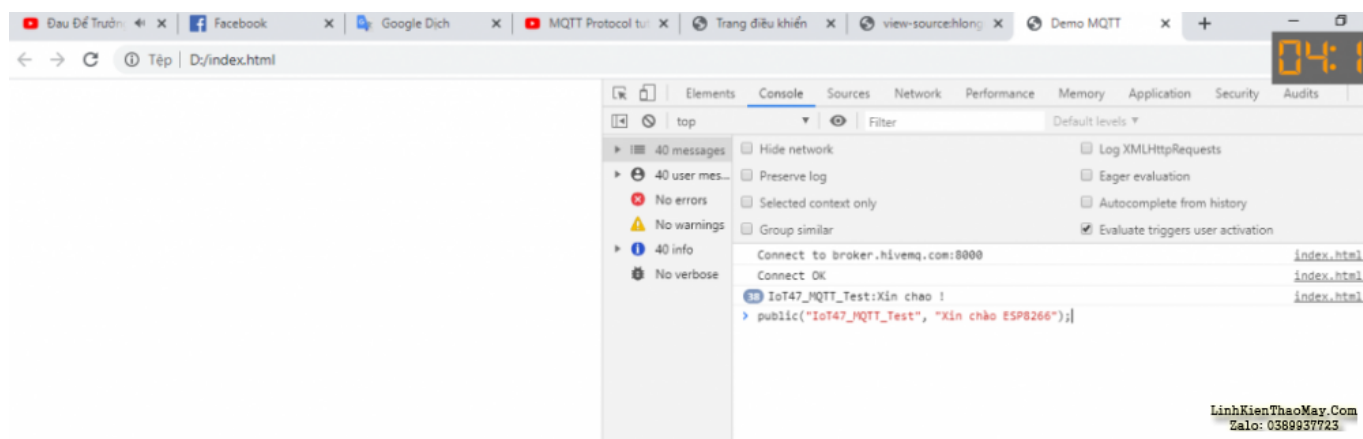 Đau Để Trưởn
Facebook
Google Dịch
MQTT Protocol tut
Trang điều khiển
view-source:hlong
Demo MQTT
Tệp
D:/index.html
04:
Elements Console Sources Network Performance Memory Application Security Audits
top
Filter
Default levels ▼
40 messages
Hide network
Log XMLHttpRequests
40 user mes...
Preserve log
Eager evaluation
No errors
Selected context only
Autocomplete from history
No warnings
Group similar
Evaluate triggers user activation
40 info
Connect to broker.hivemq.com:8000 index.html
No verbose
Connect OK index.html
38 IoT47_MQTT_Test:Xin chao ! index.html
> public("IoT47_MQTT_Test", "Xin chào ESP8266");
LinhKienThaoMay.Com
Zalo: 0389937723